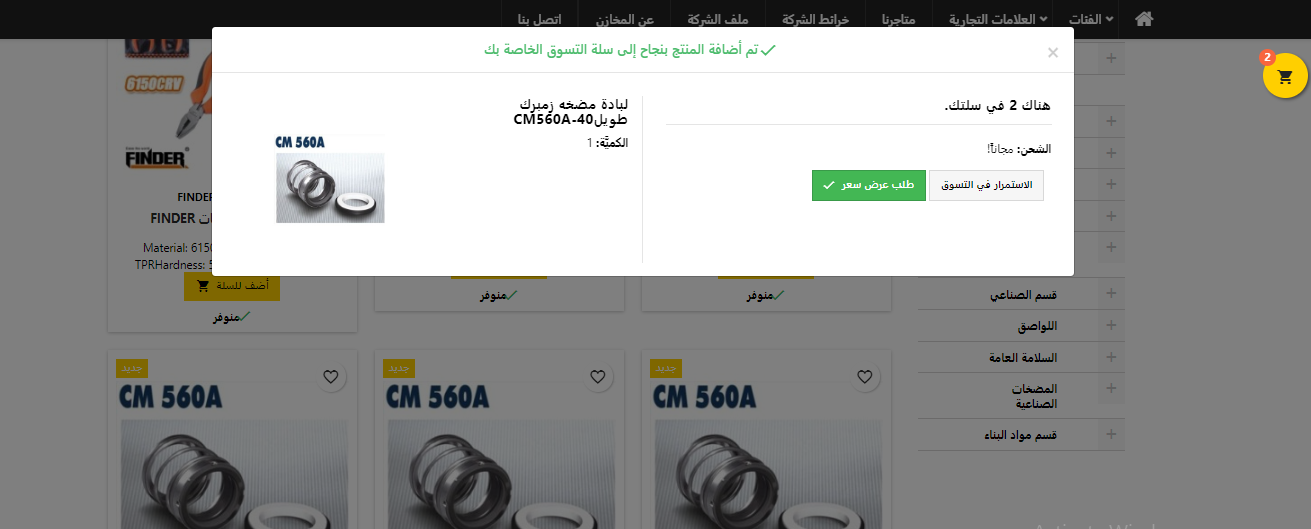 الفئات
العلامات التجارية
متاجرنا
خرائط الشركة
ملف الشركة
عن المخازن
اتصل بنا
2
تم أضافة المنتج بنجاح إلى سلة التسوق الخاصة بك
×
هناك 2 في سلتك.
الشحن: مجاناً!
الاستمرار في التسوق
طلب عرض سعر
لبادة مضخه زميرك
طويل40-CM560A
الكميَّة: 1
CM 560A
6150CRV
FINDER
FINDER
ات FINDER
Material: 615
TPRHardness:
أضف للسلة
منوفر
منوفر
منوفر
قسم الصناعي
اللواصق
السلامة العامة
المضخات
الصناعية
قسم مواد البناء
جديد
CM 560A
جديد
CM 560A
جديد
CM 560A